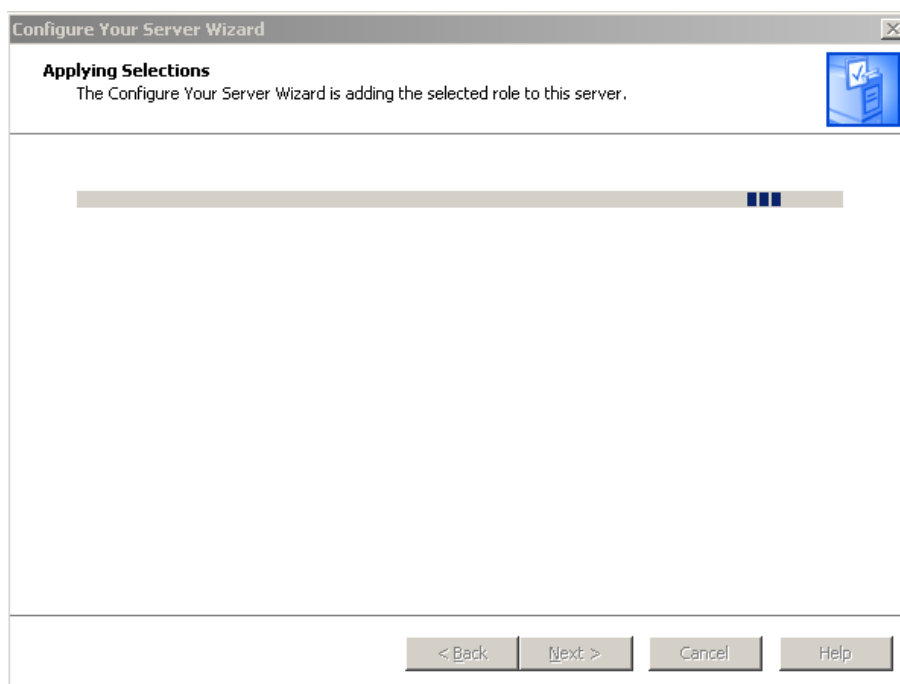 Configure Your Server Wizard
Applying Selections
The Configure Your Server Wizard is adding the selected role to this server.
< Back
Next >
Cancel
Help